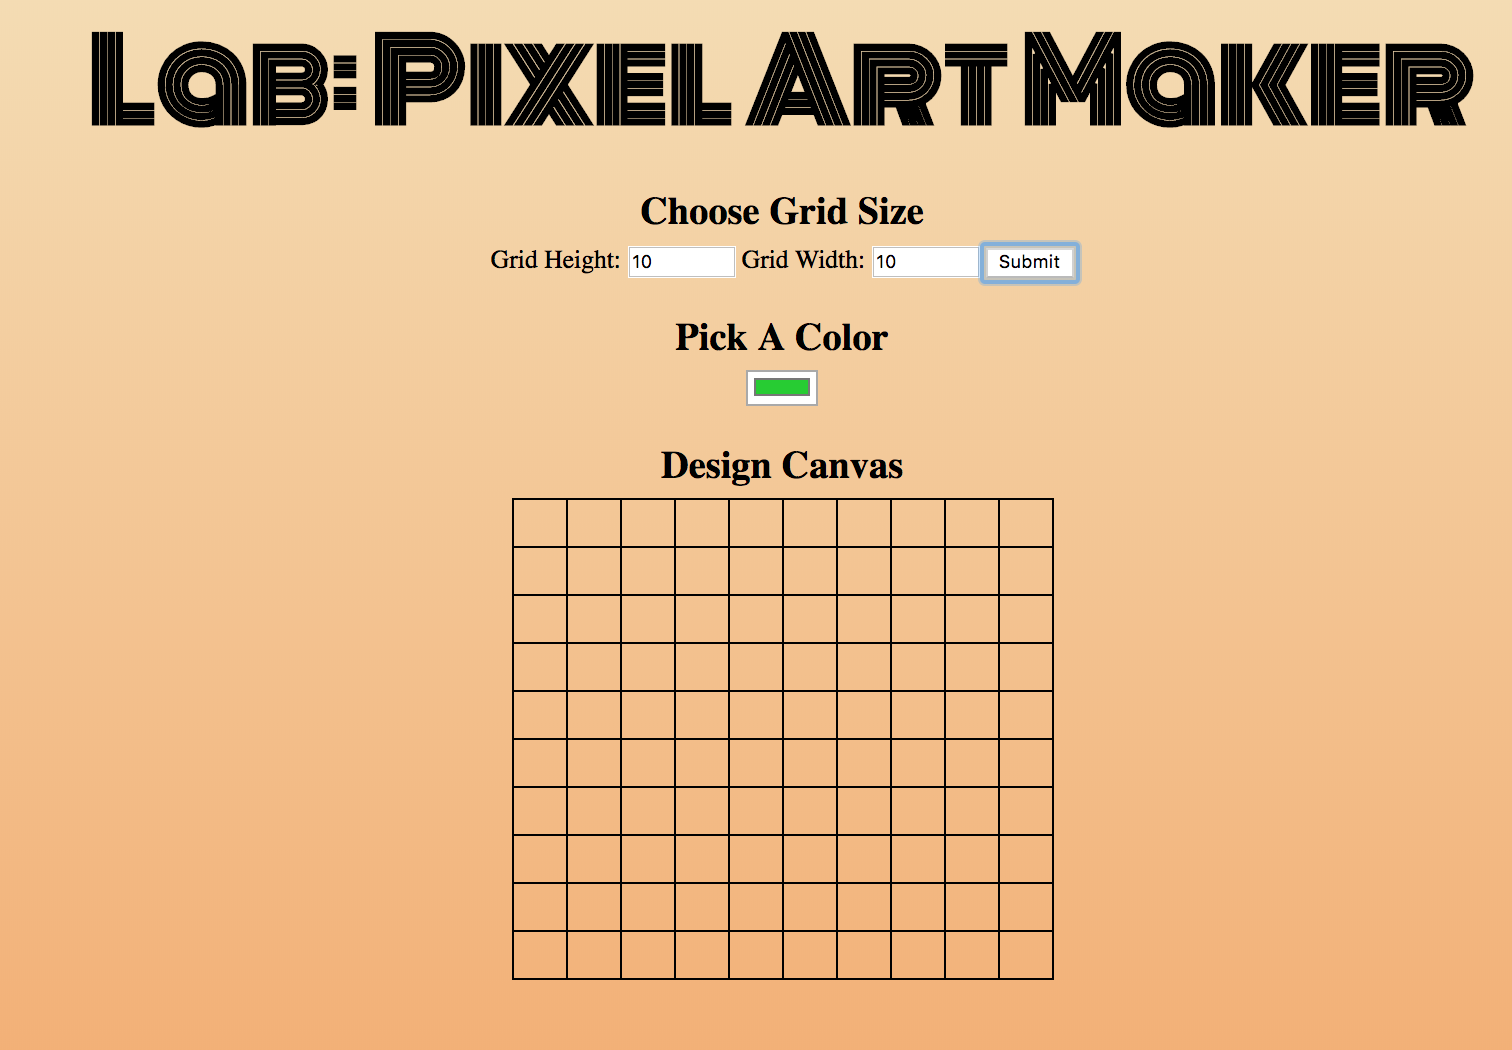 Lab: Pixel Art Maker
Choose Grid Size
Grid Height: 10 Grid Width: 10 Submit
Pick A Color
Design Canvas